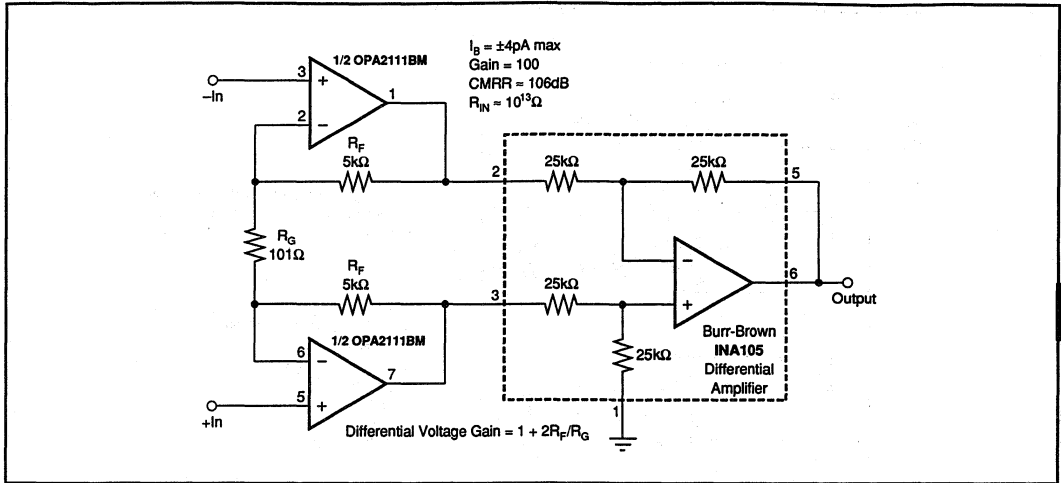 I_B = ±4pA max
Gain = 100
CMRR ≈ 106dB
R_IN ≈ 10¹³Ω
1/2 OPA2111BM
3
+
–In
1
2
–
R_F
5kΩ
2
25kΩ
25kΩ
5
R_G
101Ω
R_F
5kΩ
3
25kΩ
–
+
6
Output
1/2 OPA2111BM
6
–
7
5
+
+In
25kΩ
Burr-Brown
INA105
Differential
Amplifier
1
Differential Voltage Gain = 1 + 2R_F/R_G